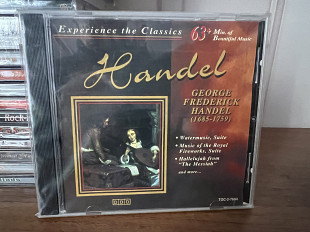 Experience the Classics
63+ Min. of
Beautiful Music
Handel
GEORGE
FREDERICK
HANDEL
(1685-1759)
• Watermusic, Suite
• Music of the Royal
Fireworks, Suite
• Hallelujah from
"The Messiah"
and more...
DDD